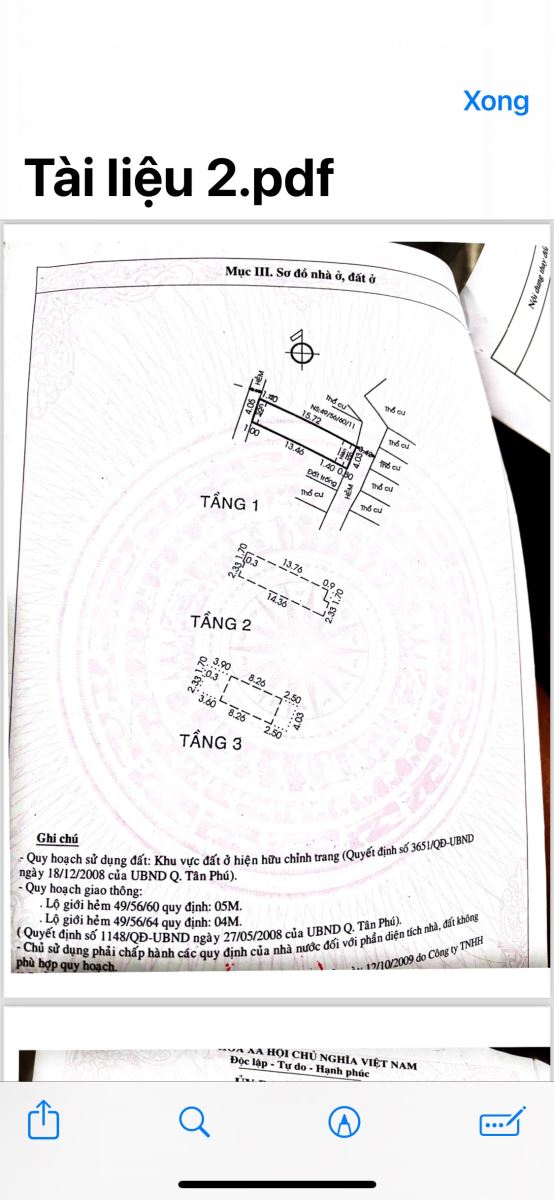 Xong
Tài liệu 2.pdf
Nội dung thay đổi
Mục III. Sơ đồ nhà ở, đất ở
HẺM
1.40
4.05
1.00
15.72
13.46
NS:49/56/60/11
Thổ cư
Thổ cư
Thổ cư
Thổ cư
Thổ cư
Thổ cư
1.40
4.03
Đất trống
HẺM
Thổ cư
TẦNG 1
2.33 1.70
0.3
13.76
0.9
14.36
2.33 1.70
TẦNG 2
2.33 1.70
0.3
3.90
8.26
2.50
3.60
8.26
2.50
4.03
TẦNG 3
Ghi chú
- Quy hoạch sử dụng đất: Khu vực đất ở hiện hữu chỉnh trang (Quyết định số 3651/QĐ-UBND
ngày 18/12/2008 của UBND Q. Tân Phú).
- Quy hoạch giao thông:
. Lộ giới hẻm 49/56/60 quy định: 05M.
. Lộ giới hẻm 49/56/64 quy định: 04M.
( Quyết định số 1148/QĐ-UBND ngày 27/05/2008 của UBND Q. Tân Phú).
- Chủ sử dụng phải chấp hành các quy định của nhà nước đối với phần diện tích nhà, đất không
phù hợp quy hoạch.
12/10/2009 do Công ty TNHH
XÃ HỘI CHỦ NGHĨA VIỆT NAM
Độc lập - Tự do - Hạnh phúc